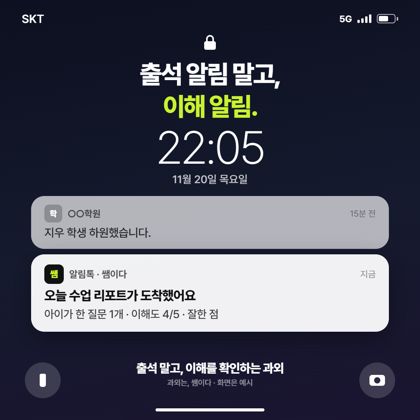 SKT
5G
출석 알림 말고,
이해 알림.
22:05
11월 20일 목요일
학 ○○학원 15분 전
지우 학생 하원했습니다.
쌤 알림톡 · 쌤이다 지금
오늘 수업 리포트가 도착했어요
아이가 한 질문 1개 · 이해도 4/5 · 잘한 점
출석 말고, 이해를 확인하는 과외
과외는, 쌤이다 · 화면은 예시